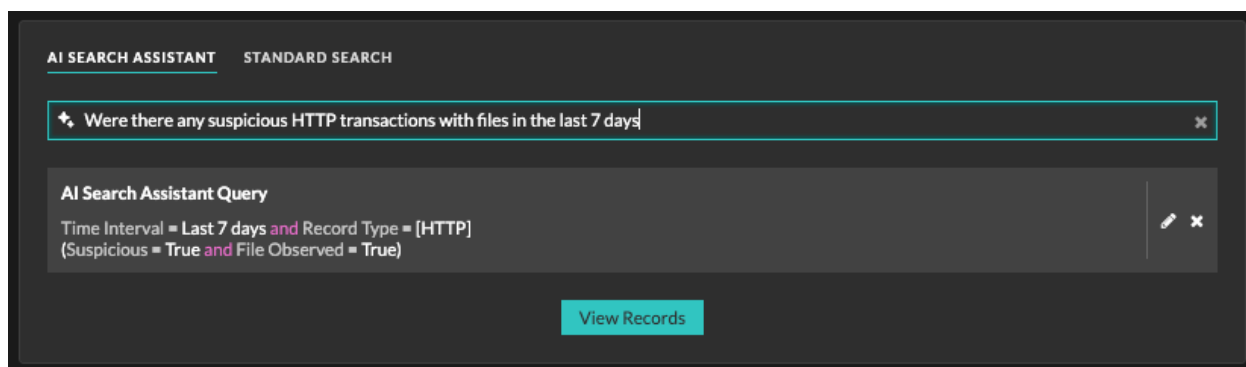 AI SEARCH ASSISTANT STANDARD SEARCH
Were there any suspicious HTTP transactions with files in the last 7 days
AI Search Assistant Query
Time Interval = Last 7 days and Record Type = [HTTP]
(Suspicious = True and File Observed = True)
View Records